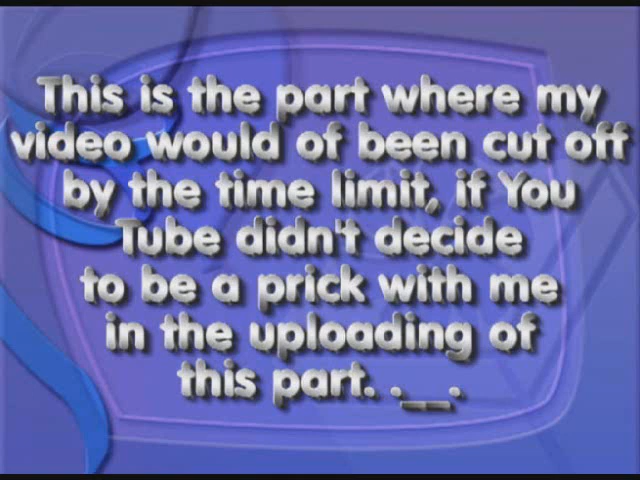 This is the part where my
video would of been cut off
by the time limit, if You
Tube didn't decide
to be a prick with me
in the uploading of
this part. .__.